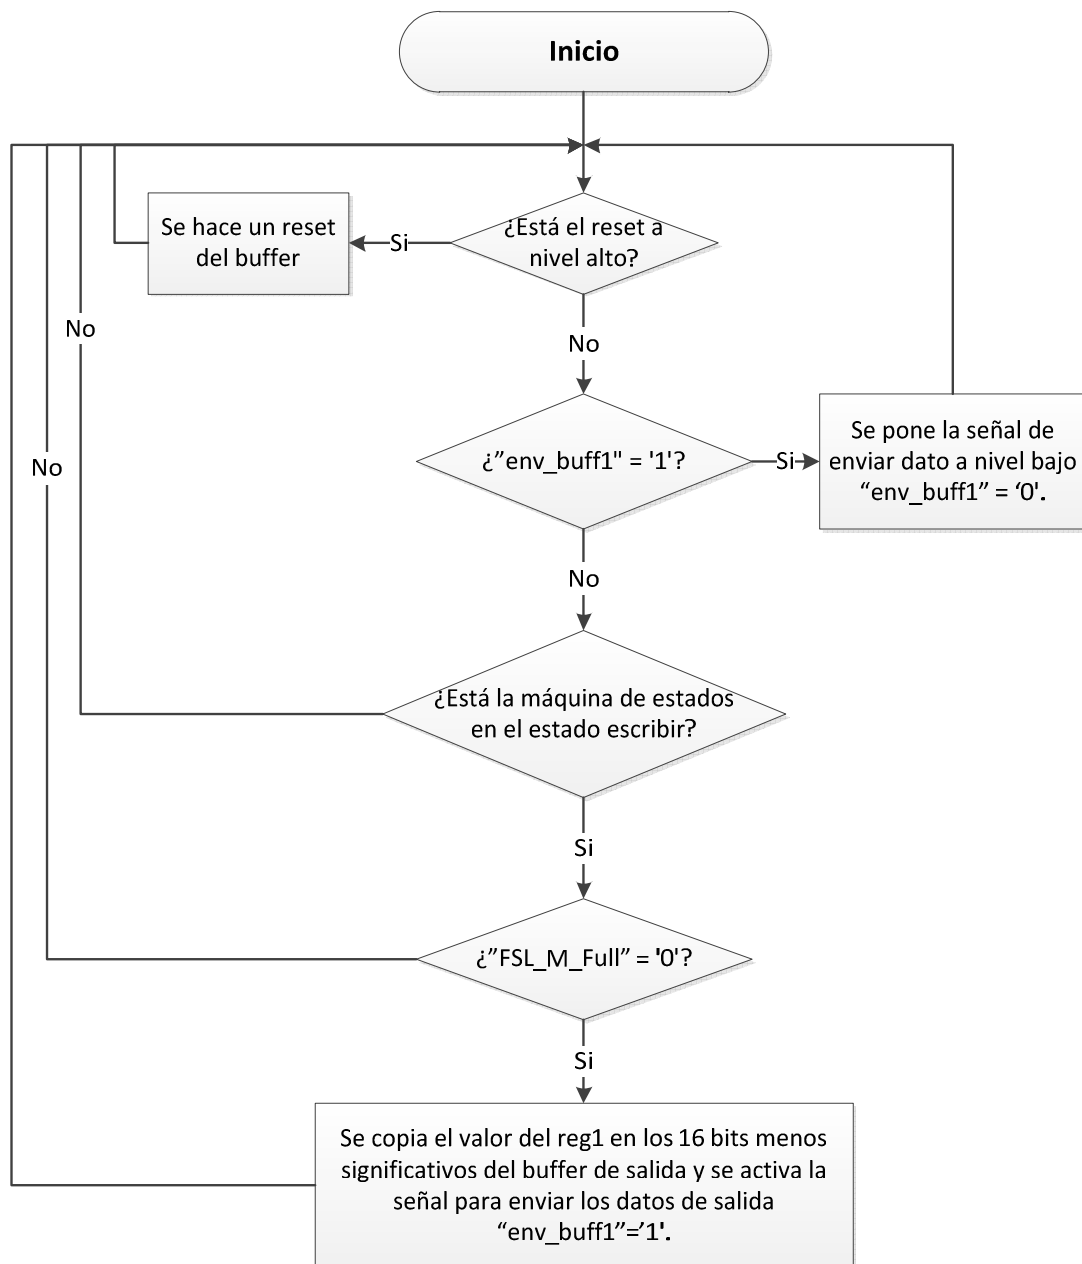 Inicio
Se hace un reset
del buffer
Si
¿Está el reset a
nivel alto?
No
No
No
¿”env_buff1" = '1'?
Si
Se pone la señal de
enviar dato a nivel bajo
“env_buff1” = ‘0'.
No
¿Está la máquina de estados
en el estado escribir?
Si
¿”FSL_M_Full” = '0'?
Si
Se copia el valor del reg1 en los 16 bits menos
significativos del buffer de salida y se activa la
señal para enviar los datos de salida
“env_buff1”=’1'.